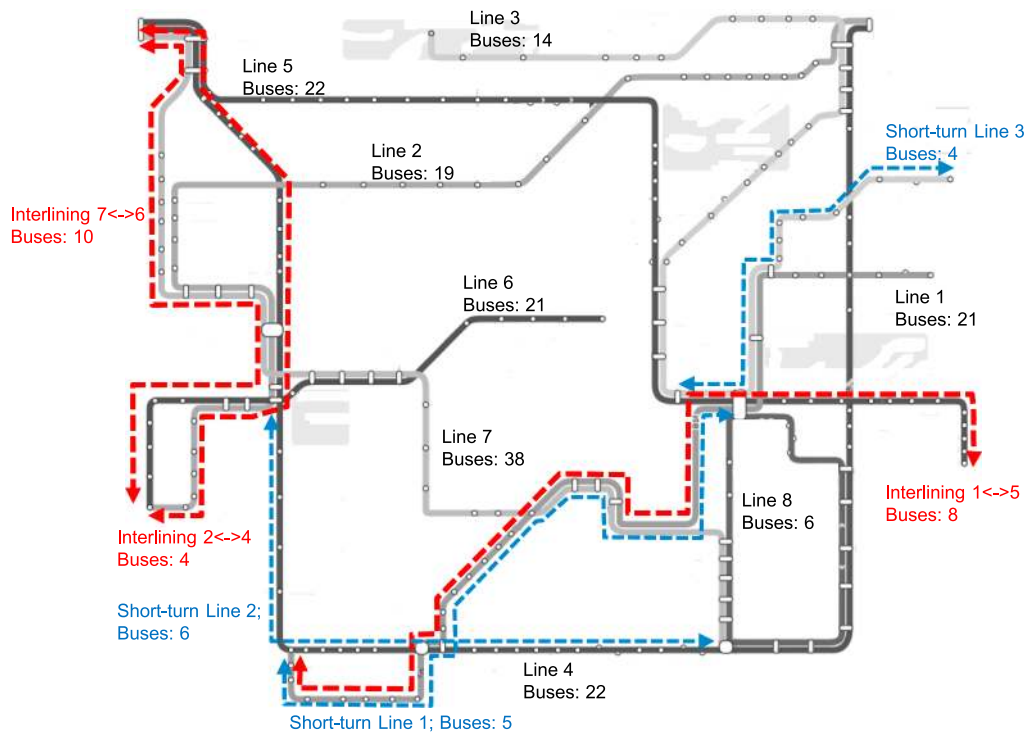 Line 3
Buses: 14
Line 5
Buses: 22
Short-turn Line 3
Buses: 4
Line 2
Buses: 19
Interlining 7<->6
Buses: 10
Line 6
Buses: 21
Line 1
Buses: 21
Line 7
Buses: 38
Line 8
Buses: 6
Interlining 1<->5
Buses: 8
Interlining 2<->4
Buses: 4
Short-turn Line 2;
Buses: 6
Line 4
Buses: 22
Short-turn Line 1; Buses: 5